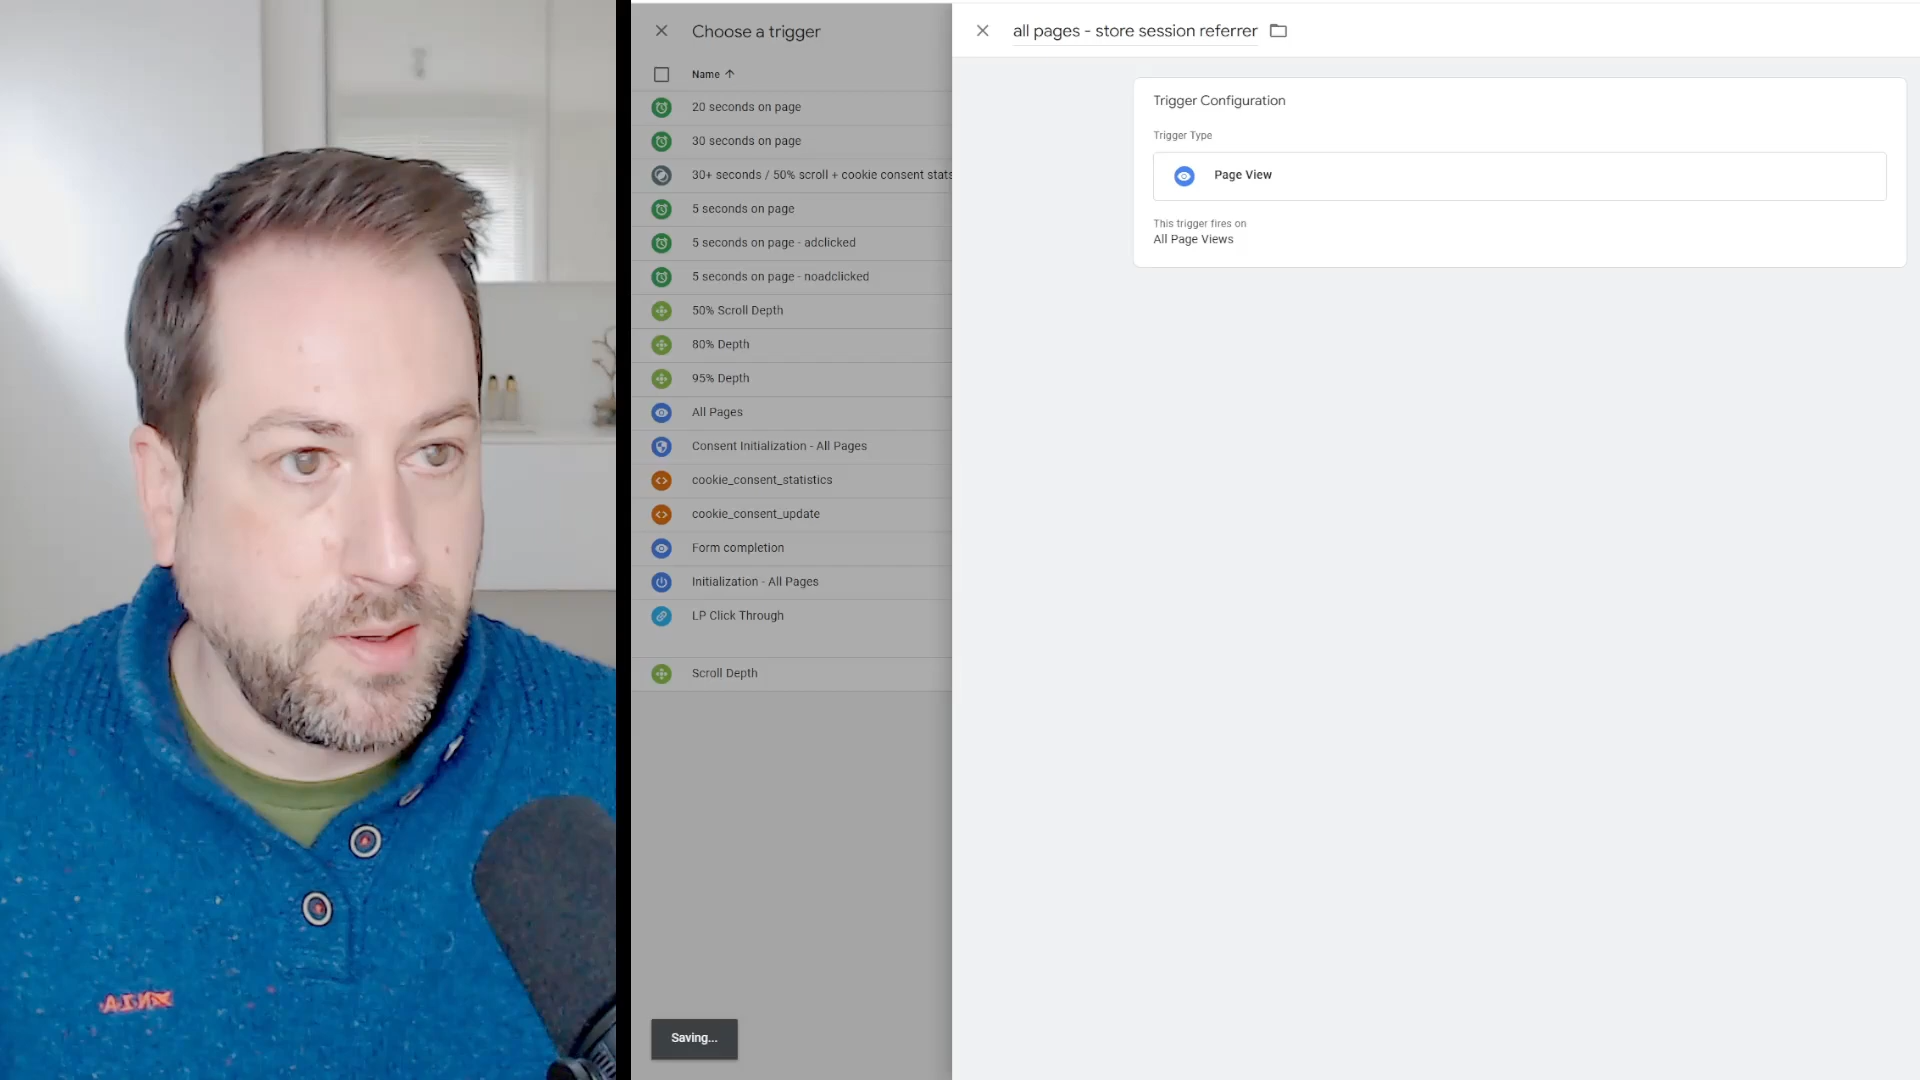 Choose a trigger
Name
20 seconds on page
30 seconds on page
30+ seconds / 50% scroll + cookie consent stats
5 seconds on page
5 seconds on page - adclicked
5 seconds on page - noadclicked
50% Scroll Depth
80% Depth
95% Depth
All Pages
Consent Initialization - All Pages
cookie_consent_statistics
cookie_consent_update
Form completion
Initialization - All Pages
LP Click Through
Scroll Depth
Saving...
all pages - store session referrer
Trigger Configuration
Trigger Type
Page View
This trigger fires on
All Page Views